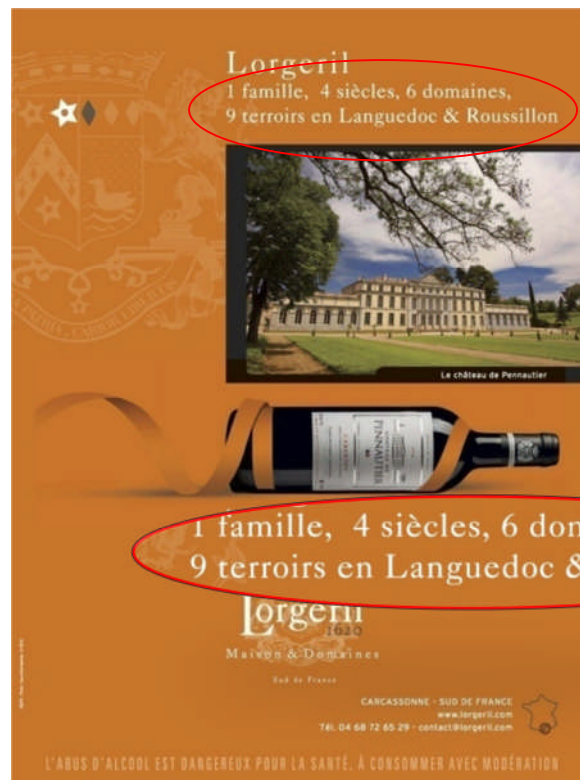 Lorgeril
1 famille, 4 siècles, 6 domaines,
9 terroirs en Languedoc & Roussillon
Le château de Pennautier
PENNAUTIER
1 famille, 4 siècles, 6 dom
9 terroirs en Languedoc &
Lorgeril
1620
Maison & Domaines
Sud de France
CARCASSONNE - SUD DE FRANCE
www.lorgeril.com
Tél. 04 68 72 65 29 - contact@lorgeril.com
L'ABUS D'ALCOOL EST DANGEREUX POUR LA SANTÉ. À CONSOMMER AVEC MODÉRATION